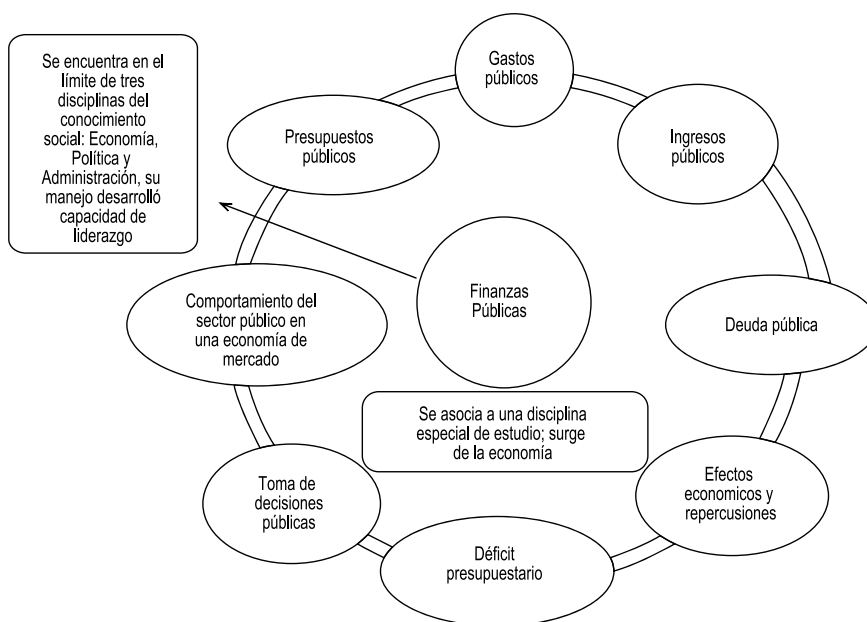 Se encuentra en el
límite de tres
disciplinas del
conocimiento
social: Economía,
Política y
Administración, su
manejo desarrolló
capacidad de
liderazgo
Gastos
públicos
Presupuestos
públicos
Ingresos
públicos
Finanzas
Públicas
Comportamiento del
sector público en
una economía de
mercado
Deuda pública
Se asocia a una disciplina
especial de estudio; surge
de la economía
Toma de
decisiones
públicas
Efectos
economicos y
repercusiones
Déficit
presupuestario